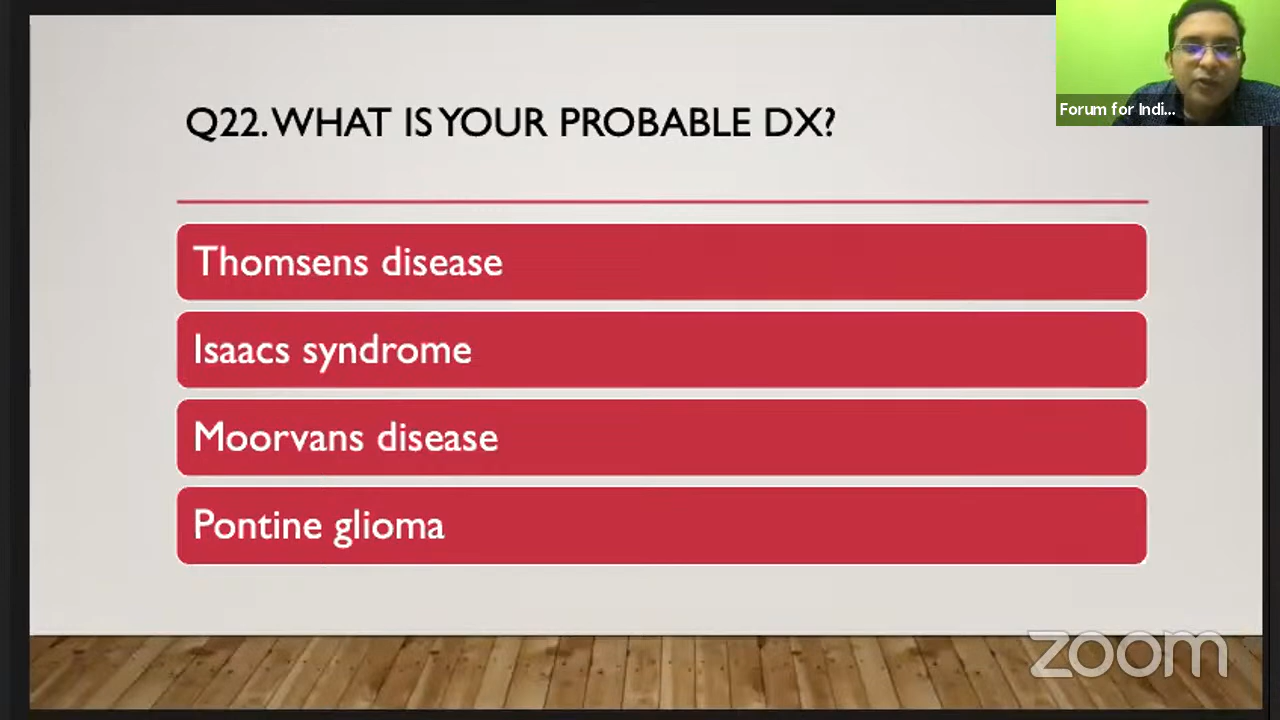 Q22. WHAT IS YOUR PROBABLE DX?
Forum for Indi...
Thomsens disease
Isaacs syndrome
Moorvans disease
Pontine glioma
zoom